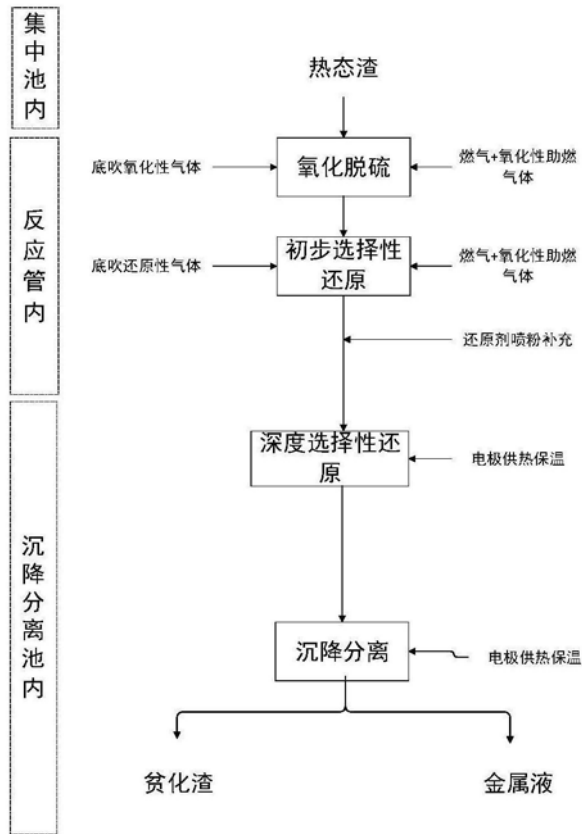 集中池内
热态渣
反应管内
底吹氧化性气体
氧化脱硫
燃气+氧化性助燃
气体
底吹还原性气体
初步选择性
还原
燃气+氧化性助燃
气体
还原剂喷粉补充
沉降分离池内
深度选择性还
原
电极供热保温
沉降分离
电极供热保温
贫化渣
金属液